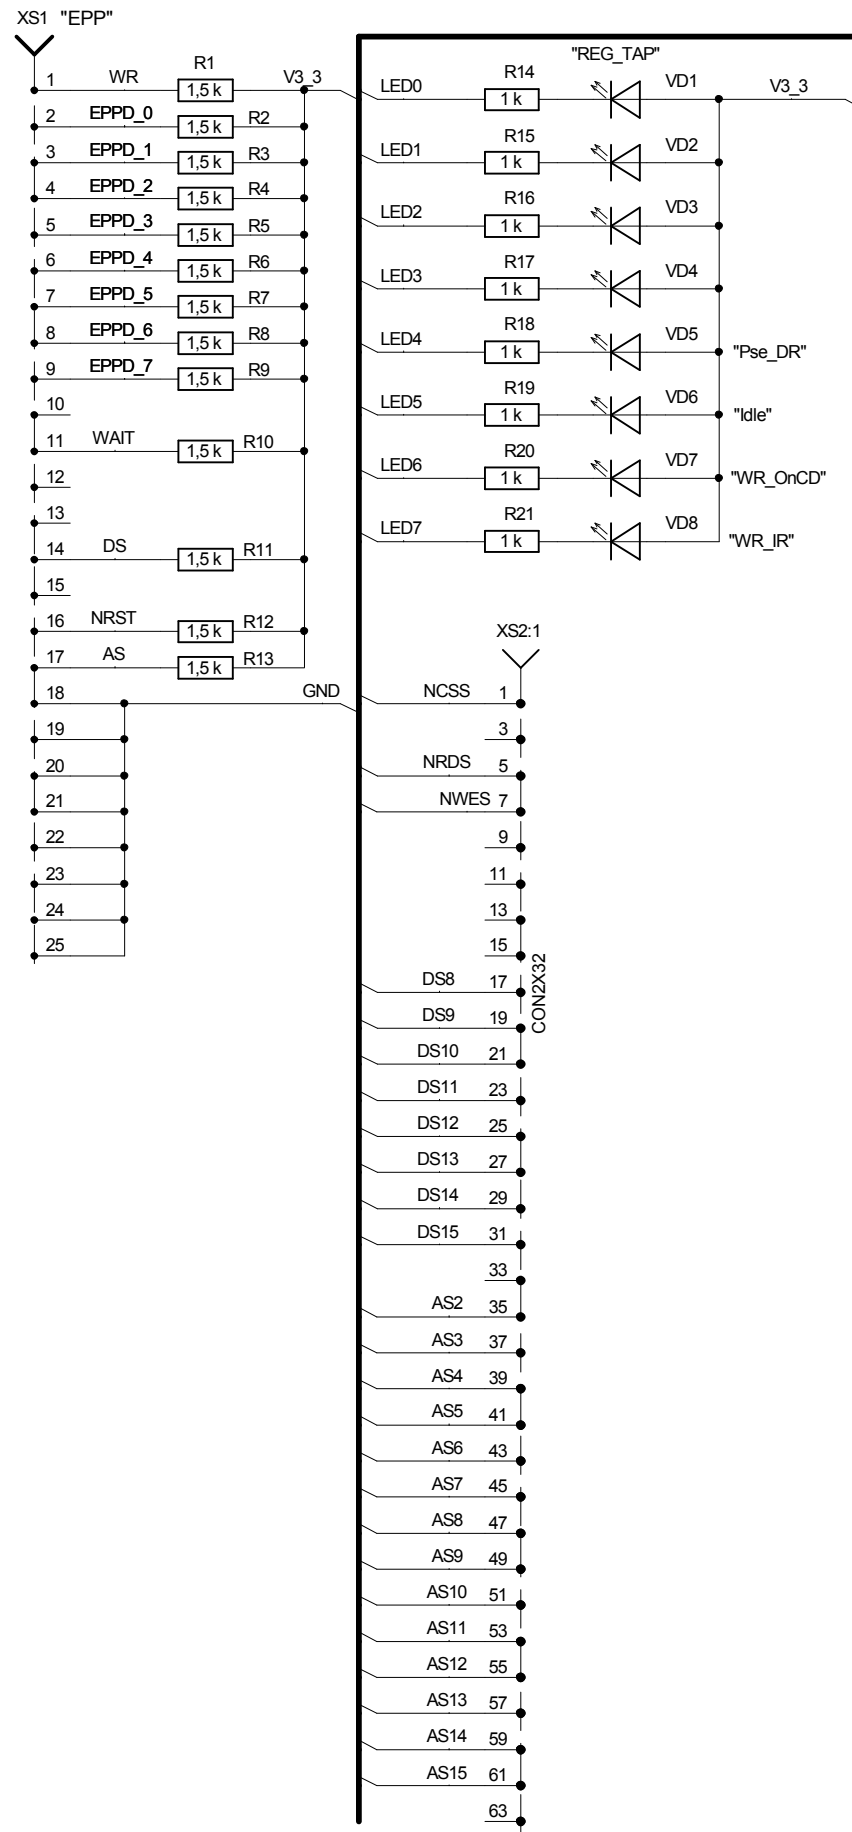 XS1 "EPP"
1 WR R1 1,5 k V3_3
2 EPPD_0 1,5 k R2
3 EPPD_1 1,5 k R3
4 EPPD_2 1,5 k R4
5 EPPD_3 1,5 k R5
6 EPPD_4 1,5 k R6
7 EPPD_5 1,5 k R7
8 EPPD_6 1,5 k R8
9 EPPD_7 1,5 k R9
10
11 WAIT 1,5 k R10
12
13
14 DS 1,5 k R11
15
16 NRST 1,5 k R12
17 AS 1,5 k R13
18 GND
19
20
21
22
23
24
25
"REG_TAP"
LED0 R14 1 k VD1 V3_3
LED1 R15 1 k VD2
LED2 R16 1 k VD3
LED3 R17 1 k VD4
LED4 R18 1 k VD5 "Pse_DR"
LED5 R19 1 k VD6 "Idle"
LED6 R20 1 k VD7 "WR_OnCD"
LED7 R21 1 k VD8 "WR_IR"
XS2:1
NCSS 1
3
NRDS 5
NWES 7
9
11
13
15
CON2X32
DS8 17
DS9 19
DS10 21
DS11 23
DS12 25
DS13 27
DS14 29
DS15 31
33
AS2 35
AS3 37
AS4 39
AS5 41
AS6 43
AS7 45
AS8 47
AS9 49
AS10 51
AS11 53
AS12 55
AS13 57
AS14 59
AS15 61
63